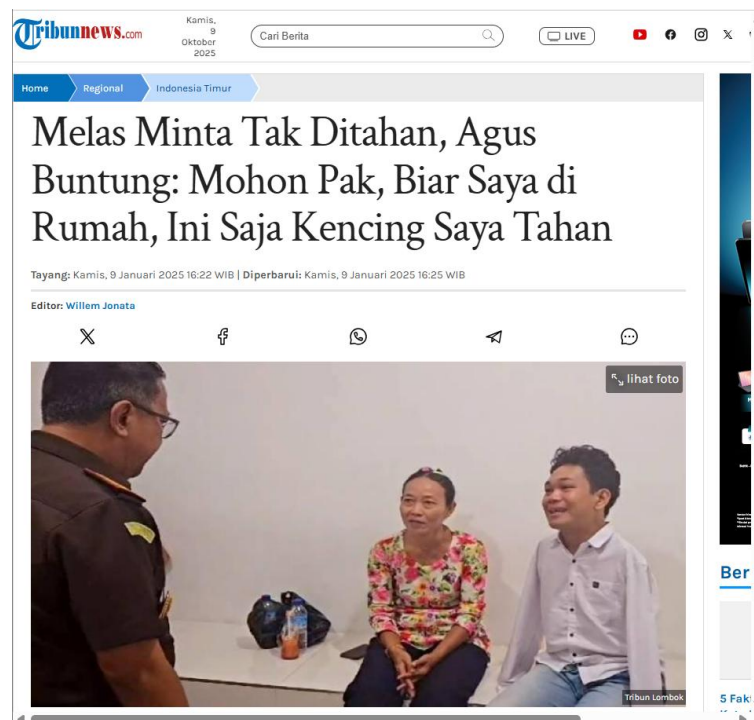 Tribunnews.com
Kamis,
9
Oktober
2025
Cari Berita
LIVE
Home
Regional
Indonesia Timur
Melas Minta Tak Ditahan, Agus
Buntung: Mohon Pak, Biar Saya di
Rumah, Ini Saja Kencing Saya Tahan
Tayang: Kamis, 9 Januari 2025 16:22 WIB | Diperbarui: Kamis, 9 Januari 2025 16:25 WIB
Editor: Willem Jonata
lihat foto
Tribun Lombok
Ber
5 Fak